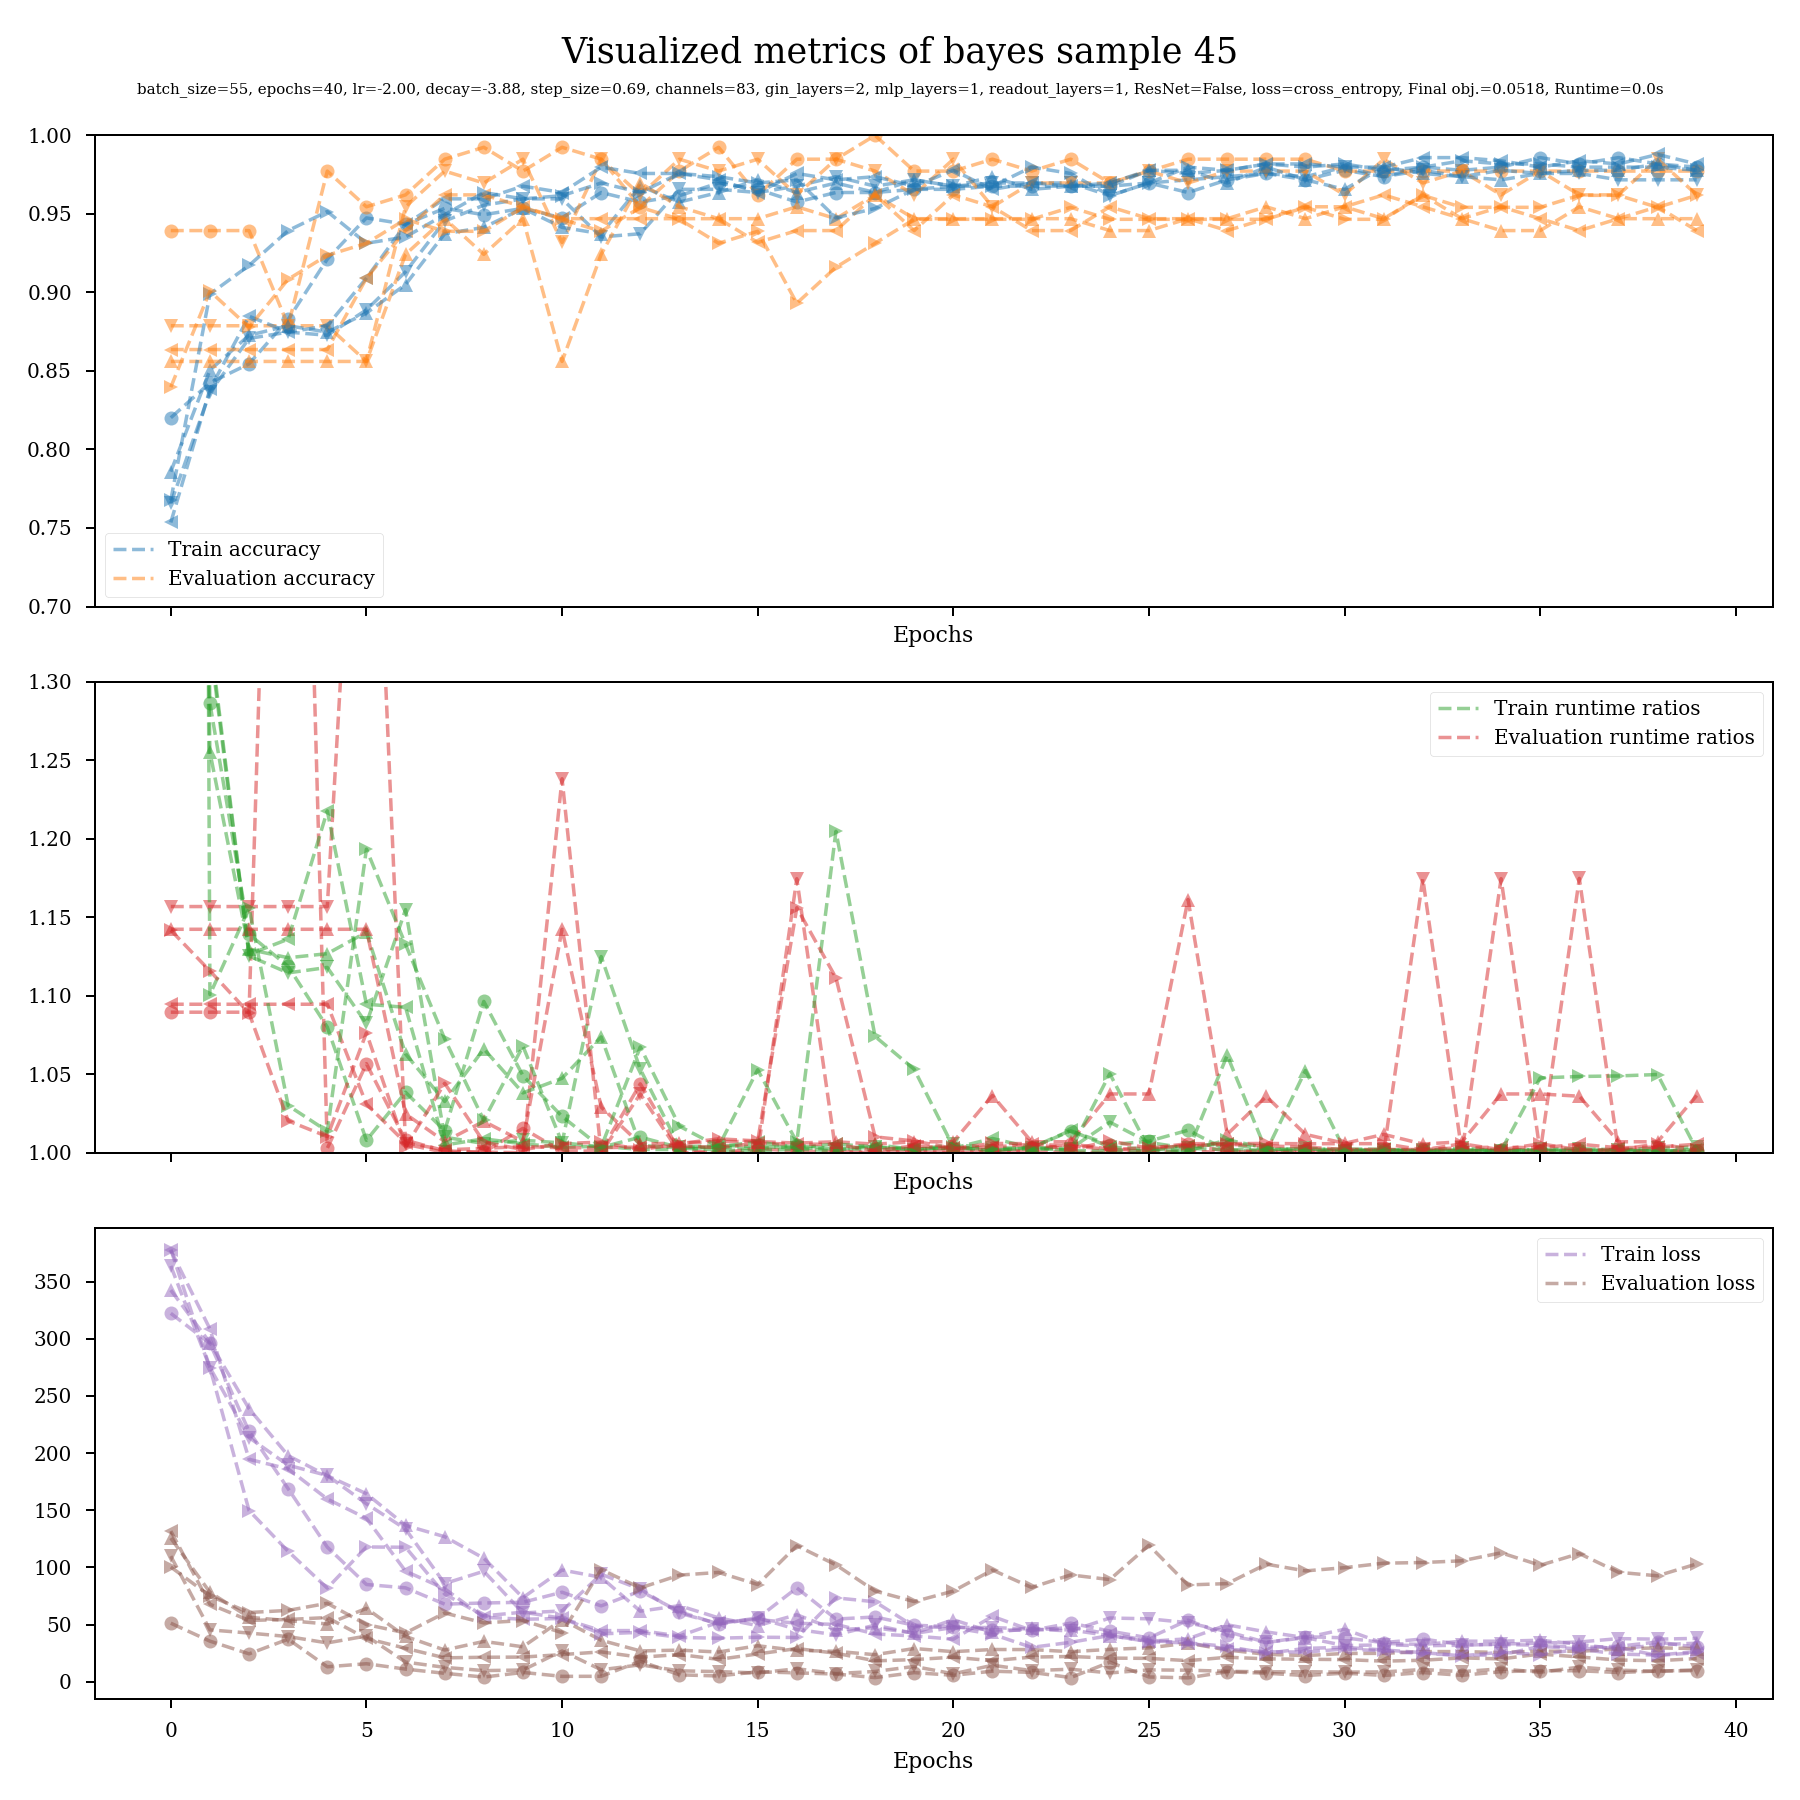 Visualized metrics of bayes sample 45
batch_size=55, epochs=40, lr=-2.00, decay=-3.88, step_size=0.69, channels=83, gin_layers=2, mlp_layers=1, readout_layers=1, ResNet=False, loss=cross_entropy, Final obj.=0.0518, Runtime=0.0s
1.00
0.95
0.90
0.85
0.80
0.75
0.70
Train accuracy
Evaluation accuracy
Epochs
1.30
1.25
1.20
1.15
1.10
1.05
1.00
Train runtime ratios
Evaluation runtime ratios
Epochs
350
300
250
200
150
100
50
0
Train loss
Evaluation loss
0 5 10 15 20 25 30 35 40
Epochs